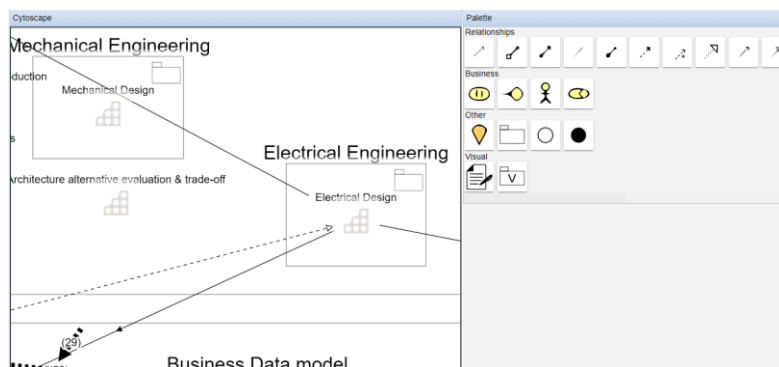 Cytoscape
Palette
Relationships
Mechanical Engineering
duction
Mechanical Design
Business
Electrical Engineering
Other
s
Architecture alternative evaluation & trade-off
Visual
Electrical Design
V
(29)
Business Data model